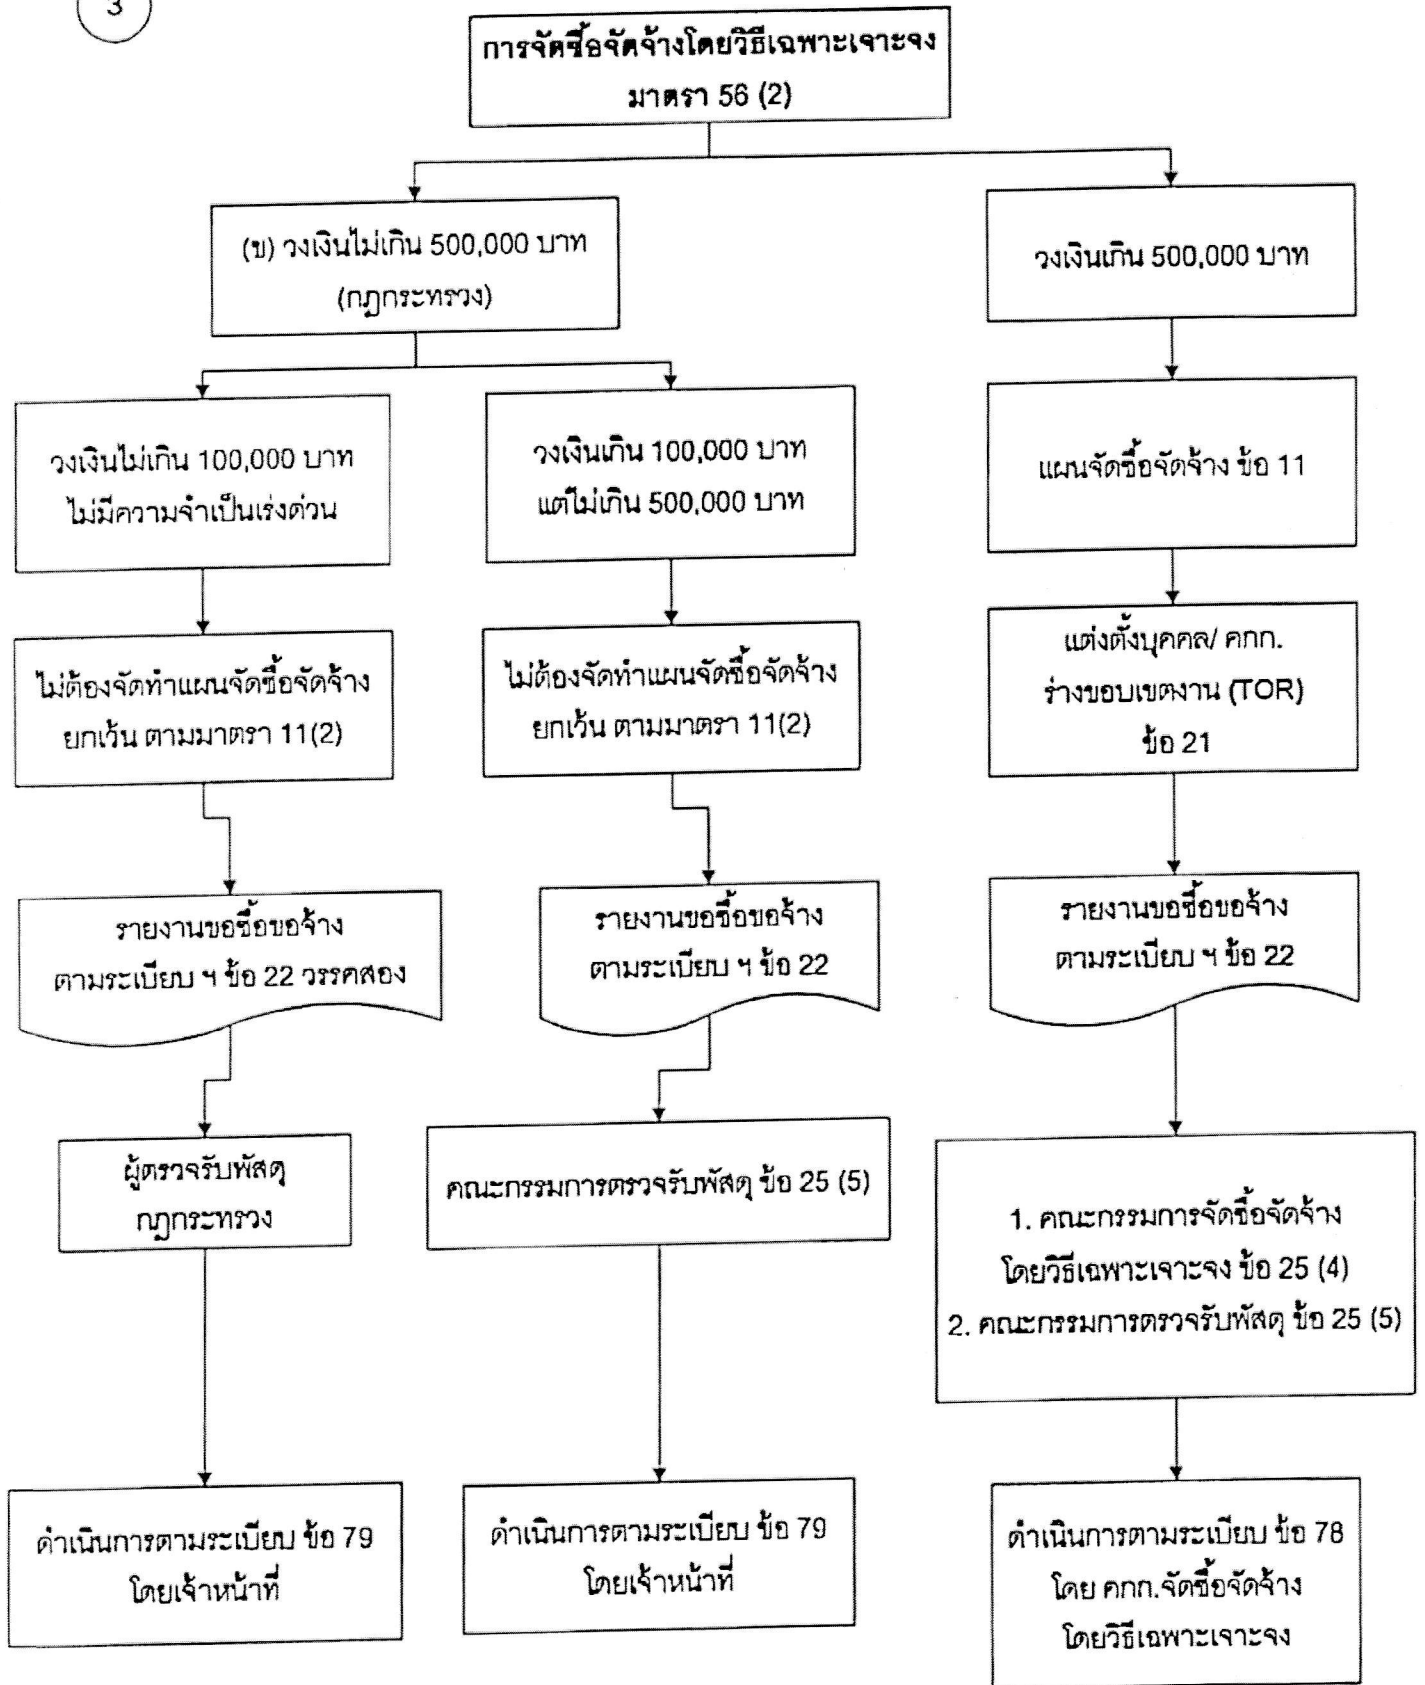 3
การจัดซื้อจัดจ้างโดยวิธีเฉพาะเจาะจง
มาตรา 56 (2)
(ข) วงเงินไม่เกิน 500,000 บาท
(กฎกระทรวง)
วงเงินเกิน 500,000 บาท
วงเงินไม่เกิน 100,000 บาท
ไม่มีความจำเป็นเร่งด่วน
วงเงินเกิน 100,000 บาท
แต่ไม่เกิน 500,000 บาท
แผนจัดซื้อจัดจ้าง ข้อ 11
ไม่ต้องจัดทำแผนจัดซื้อจัดจ้าง
ยกเว้น ตามมาตรา 11(2)
ไม่ต้องจัดทำแผนจัดซื้อจัดจ้าง
ยกเว้น ตามมาตรา 11(2)
แต่งตั้งบุคคล/ คกก.
ร่างขอบเขตงาน (TOR)
ข้อ 21
รายงานขอซื้อขอจ้าง
ตามระเบียบ ฯ ข้อ 22 วรรคสอง
รายงานขอซื้อขอจ้าง
ตามระเบียบ ฯ ข้อ 22
รายงานขอซื้อขอจ้าง
ตามระเบียบ ฯ ข้อ 22
ผู้ตรวจรับพัสดุ
กฎกระทรวง
คณะกรรมการตรวจรับพัสดุ ข้อ 25 (5)
1. คณะกรรมการจัดซื้อจัดจ้าง
โดยวิธีเฉพาะเจาะจง ข้อ 25 (4)
2. คณะกรรมการตรวจรับพัสดุ ข้อ 25 (5)
ดำเนินการตามระเบียบ ข้อ 79
โดยเจ้าหน้าที่
ดำเนินการตามระเบียบ ข้อ 79
โดยเจ้าหน้าที่
ดำเนินการตามระเบียบ ข้อ 78
โดย คกก.จัดซื้อจัดจ้าง
โดยวิธีเฉพาะเจาะจง